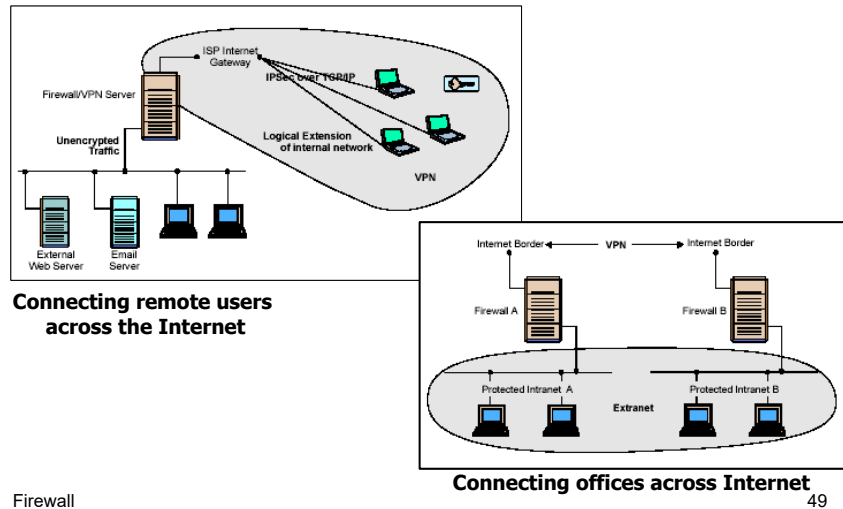 ISP Internet
Gateway
IPSec over TCP/IP
Firewall/VPN Server
Unencrypted
Traffic
Logical Extension
of internal network
VPN
External
Web Server
Email
Server
Connecting remote users
across the Internet
Internet Border
VPN
Internet Border
Firewall A
Firewall B
Protected Intranet A
Protected Intranet B
Extranet
Connecting offices across Internet
Firewall
49